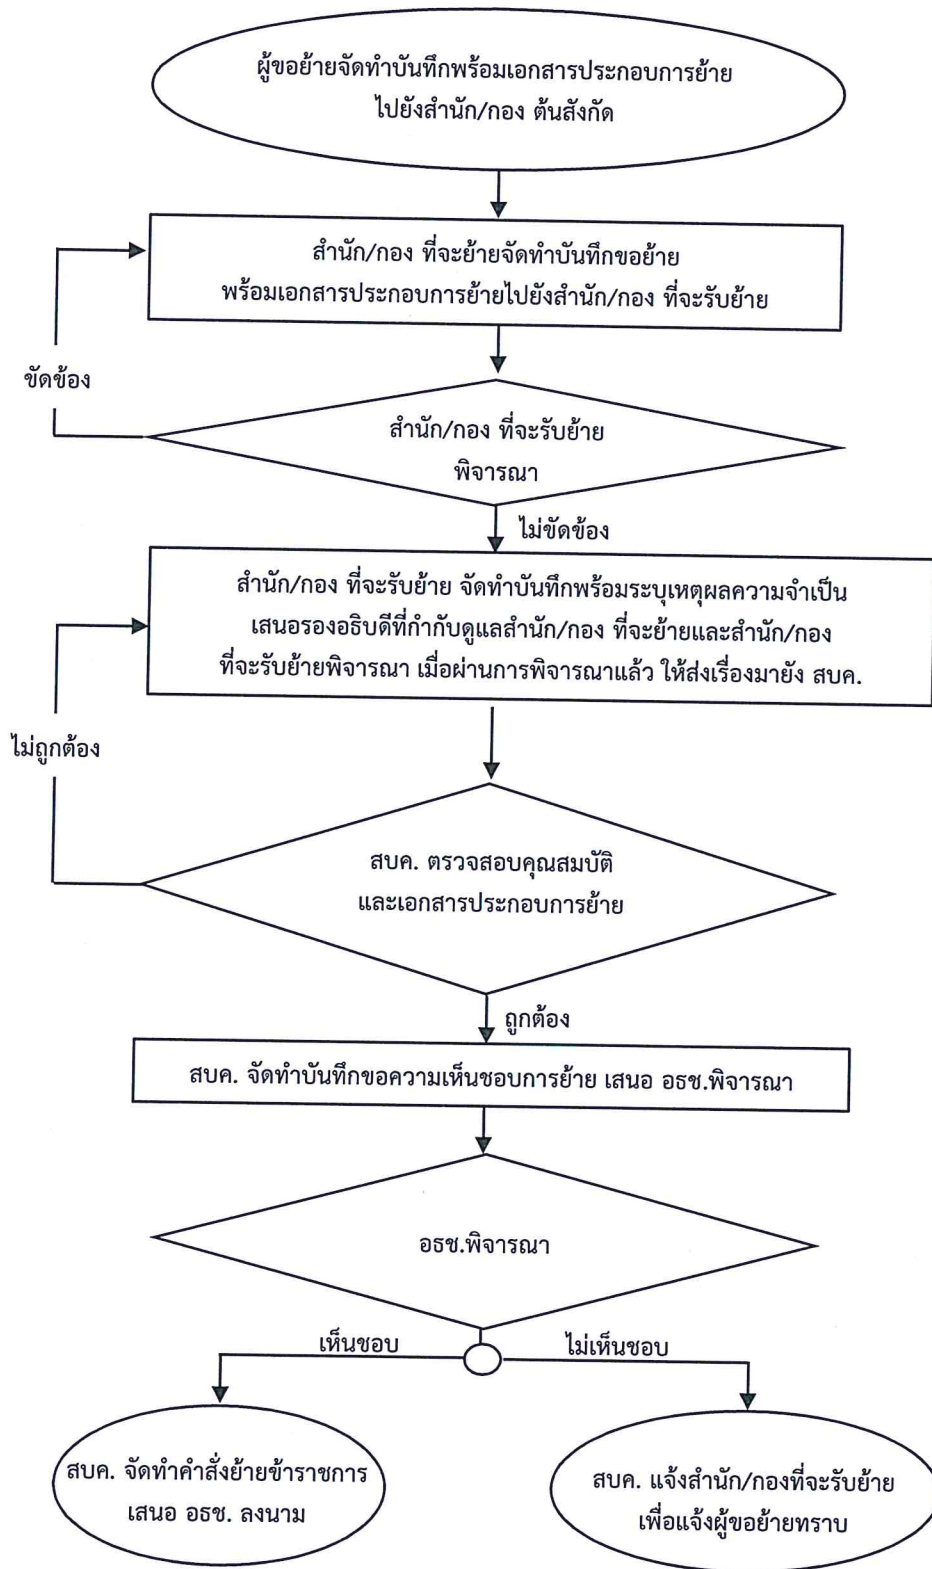 ผู้ขอย้ายจัดทำบันทึกพร้อมเอกสารประกอบการย้าย
ไปยังสำนัก/กอง ต้นสังกัด
สำนัก/กอง ที่จะย้ายจัดทำบันทึกขอย้าย
พร้อมเอกสารประกอบการย้ายไปยังสำนัก/กอง ที่จะรับย้าย
ขัดข้อง
สำนัก/กอง ที่จะรับย้าย
พิจารณา
ไม่ขัดข้อง
สำนัก/กอง ที่จะรับย้าย จัดทำบันทึกพร้อมระบุเหตุผลความจำเป็น
เสนอรองอธิบดีที่กำกับดูแลสำนัก/กอง ที่จะย้ายและสำนัก/กอง
ที่จะรับย้ายพิจารณา เมื่อผ่านการพิจารณาแล้ว ให้ส่งเรื่องมายัง สบค.
ไม่ถูกต้อง
สบค. ตรวจสอบคุณสมบัติ
และเอกสารประกอบการย้าย
ถูกต้อง
สบค. จัดทำบันทึกขอความเห็นชอบการย้าย เสนอ อธช.พิจารณา
อธช.พิจารณา
เห็นชอบ
ไม่เห็นชอบ
สบค. จัดทำคำสั่งย้ายข้าราชการ
เสนอ อธช. ลงนาม
สบค. แจ้งสำนัก/กองที่จะรับย้าย
เพื่อแจ้งผู้ขอย้ายทราบ